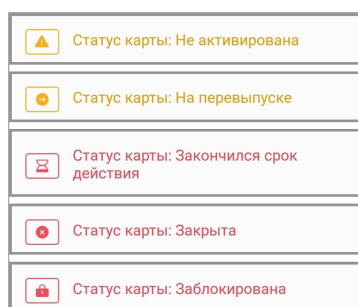 Статус карты: Не активирована
Статус карты: На перевыпуске
Статус карты: Закончился срок
действия
Статус карты: Закрыта
Статус карты: Заблокирована